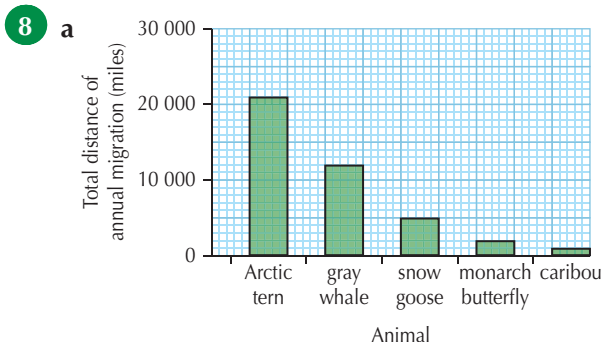 8 a
30 000
20 000
10 000
0
Total distance of
annual migration (miles)
Arctic
tern
gray
whale
snow
goose
monarch
butterfly
caribou
Animal